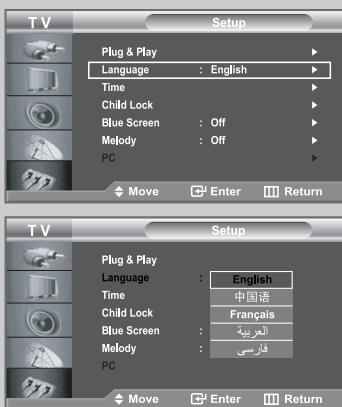 TV Setup
Plug & Play
Language : English
Time
Child Lock
Blue Screen : Off
Melody : Off
PC
Move Enter Return
TV Setup
Plug & Play
Language : English
Time 中国语
Child Lock Français
Blue Screen : العربية
Melody : فارسى
PC
Move Enter Return